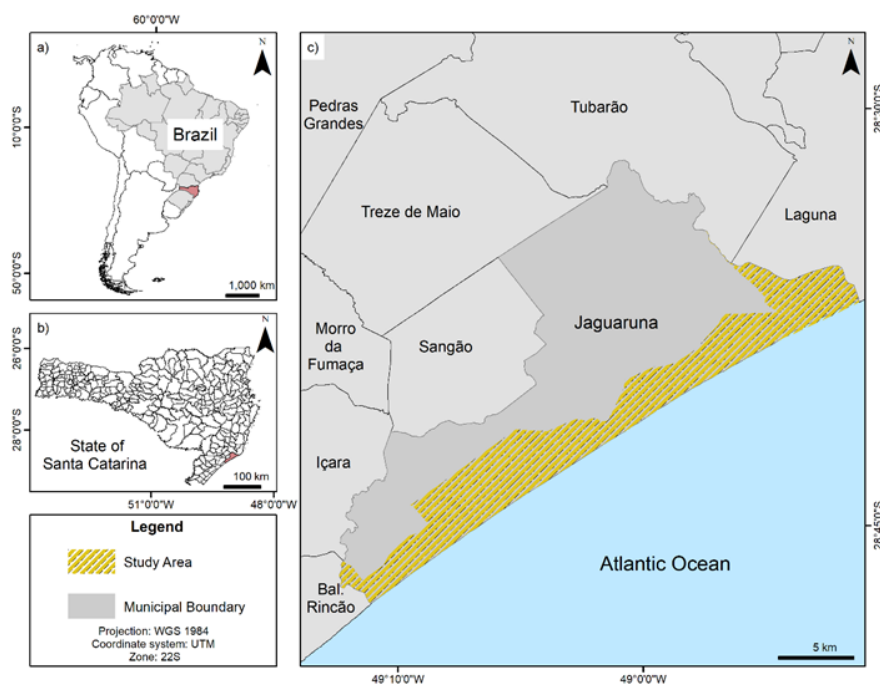 60°0'0"W
a)
N
10°0'0"S
Brazil
50°0'0"S
1,000 km
b)
N
26°0'0"S
28°0'0"S
State of
Santa Catarina
100 km
51°0'0"W
48°0'0"W
Legend
Study Area
Municipal Boundary
Projection: WGS 1984
Coordinate system: UTM
Zone: 22S
c)
N
Pedras
Grandes
Tubarão
28°30'0"S
Treze de Maio
Laguna
Morro
da
Fumaça
Sangão
Jaguaruna
Içara
28°45'0"S
Bal.
Rincão
Atlantic Ocean
5 km
49°10'0"W
49°0'0"W